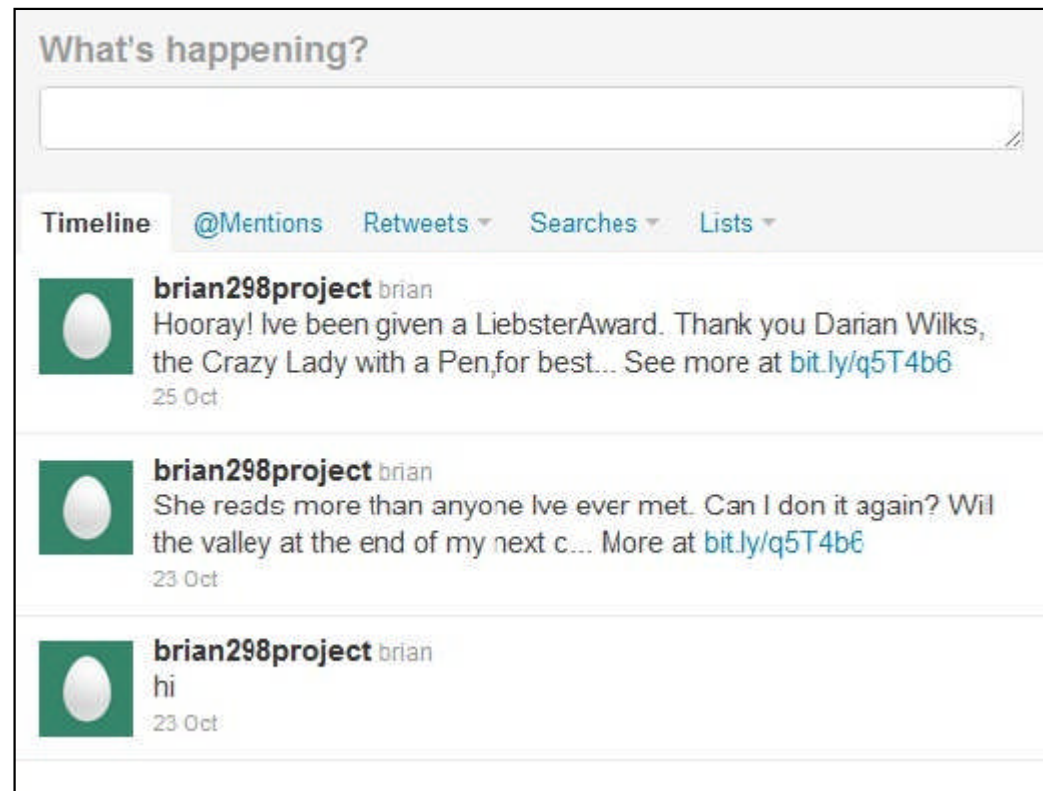 What's happening?
Timeline @Mentions Retweets Searches Lists
brian298project brian
Hooray! Ive been given a LiebsterAward. Thank you Darian Wilks,
the Crazy Lady with a Pen,for best... See more at bit.ly/q5T4b6
25 Oct
brian298project brian
She reads more than anyone Ive ever met. Can I don it again? Will
the valley at the end of my next c... More at bit.ly/q5T4b6
23 Oct
brian298project brian
hi
23 Oct